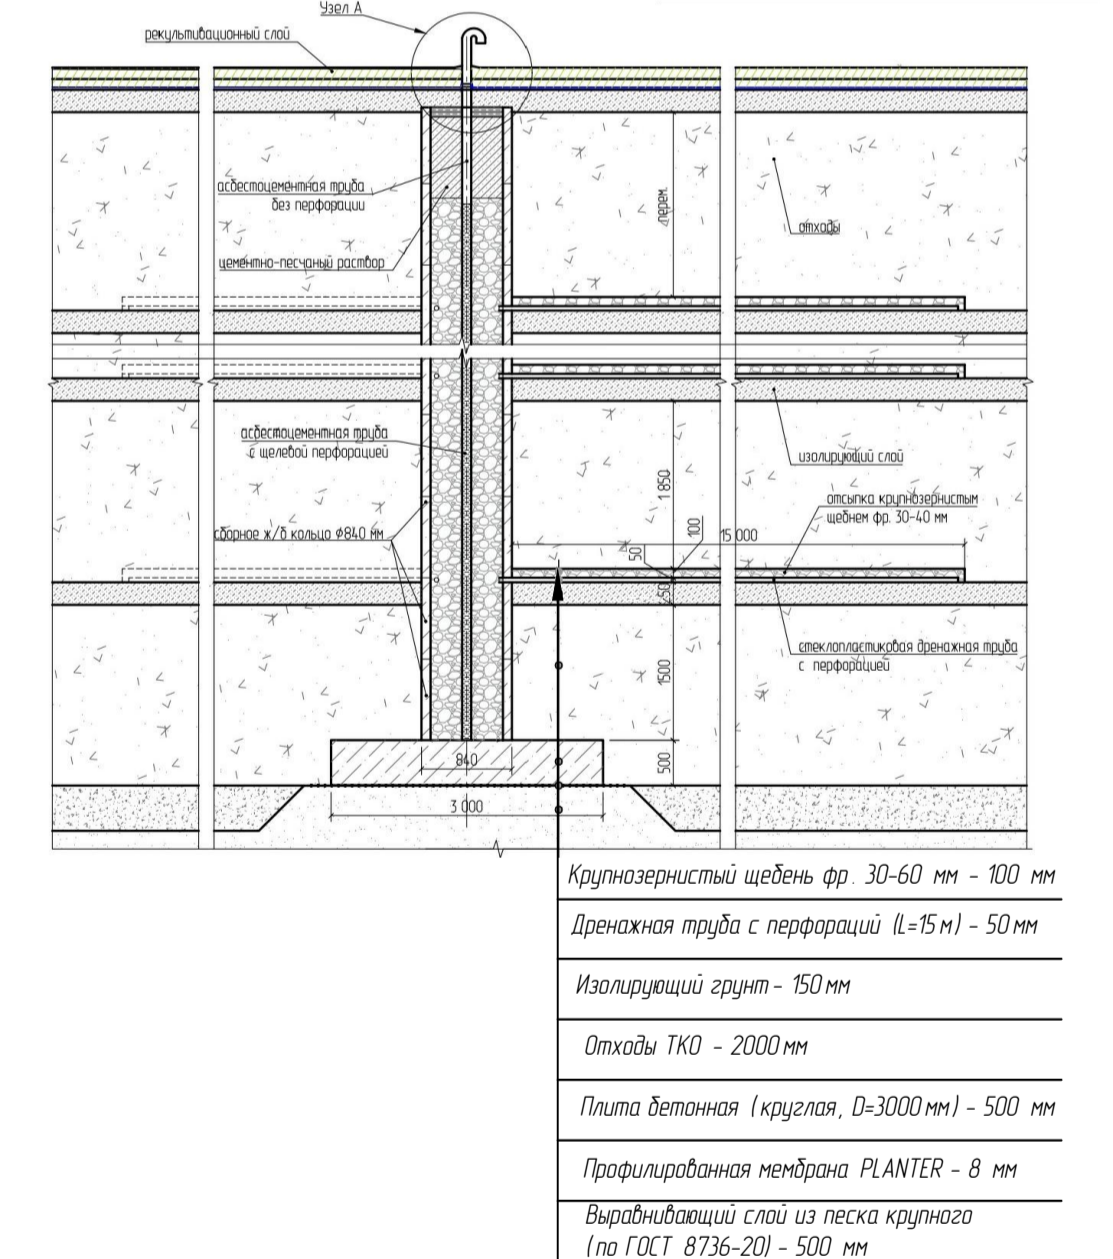 Узел А
рекультивационный слой
асбестоцементная труба
без перфорации
перем.
отходы
цементно-песчаный раствор
асбестоцементная труба
с щелевой перфорацией
изолирующий слой
1 850
отсыпка крупнозернистым
щебнем фр. 30-40 мм
сборное ж/б кольцо ф840 мм
100
15 000
50
стеклопластиковая дренажная труба
с перфорацией
1500
840
500
3 000
Крупнозернистый щебень фр. 30-60 мм - 100 мм
Дренажная труба с перфораций (L=15 м) - 50 мм
Изолирующий грунт - 150 мм
Отходы ТКО - 2000 мм
Плита бетонная (круглая, D=3000 мм) - 500 мм
Профилированная мембрана PLANTER - 8 мм
Выравнивающий слой из песка крупного
(по ГОСТ 8736-20) - 500 мм